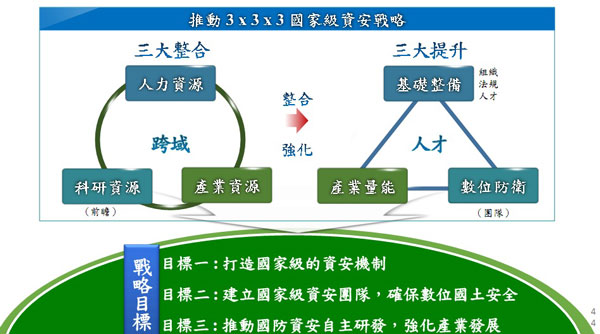 推動 3 x 3 x 3 國家級資安戰略
三大整合
人力資源
跨域
科研資源
產業資源
（前瞻）
整合
強化
三大提升
基礎整備
組織
法規
人才
人才
產業量能
數位防衛
（團隊）
戰略目標
目標一：打造國家級的資安機制
目標二：建立國家級資安團隊，確保數位國土安全
目標三：推動國防資安自主研發，強化產業發展
4
4